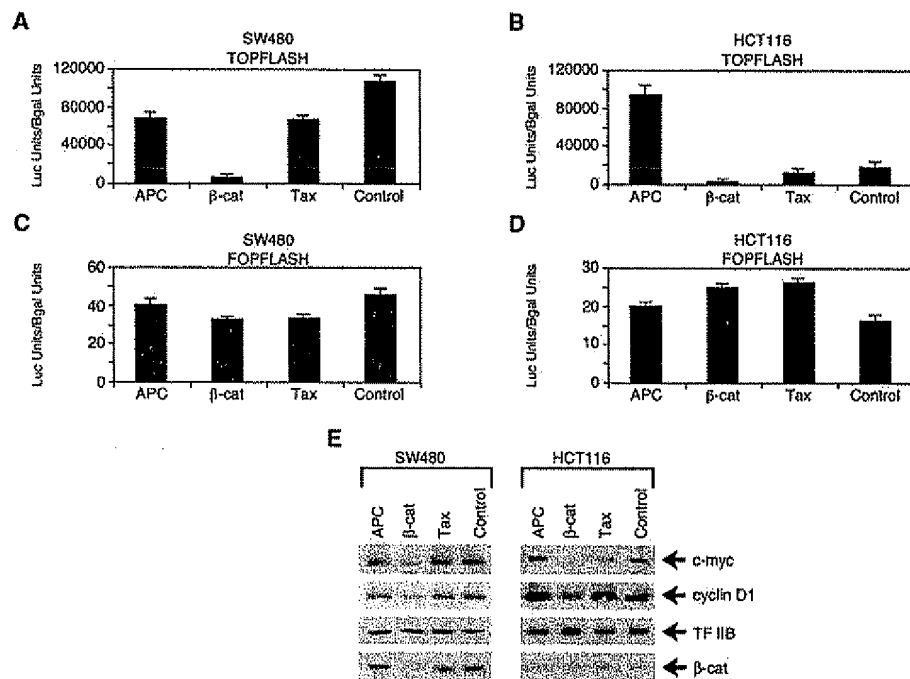 A
SW480
TOPFLASH
Luc Units/Bgal Units
120000
80000
40000
0
APC β-cat Tax Control
B
HCT116
TOPFLASH
Luc Units/Bgal Units
120000
80000
40000
0
APC β-cat Tax Control
C
SW480
FOPFLASH
Luc Units/Bgal Units
60
40
20
0
APC β-cat Tax Control
D
HCT116
FOPFLASH
Luc Units/Bgal Units
30
20
10
0
APC β-cat Tax Control
E
SW480
HCT116
APC β-cat Tax Control
APC β-cat Tax Control
c-myc
cyclin D1
TF IIB
β-cat